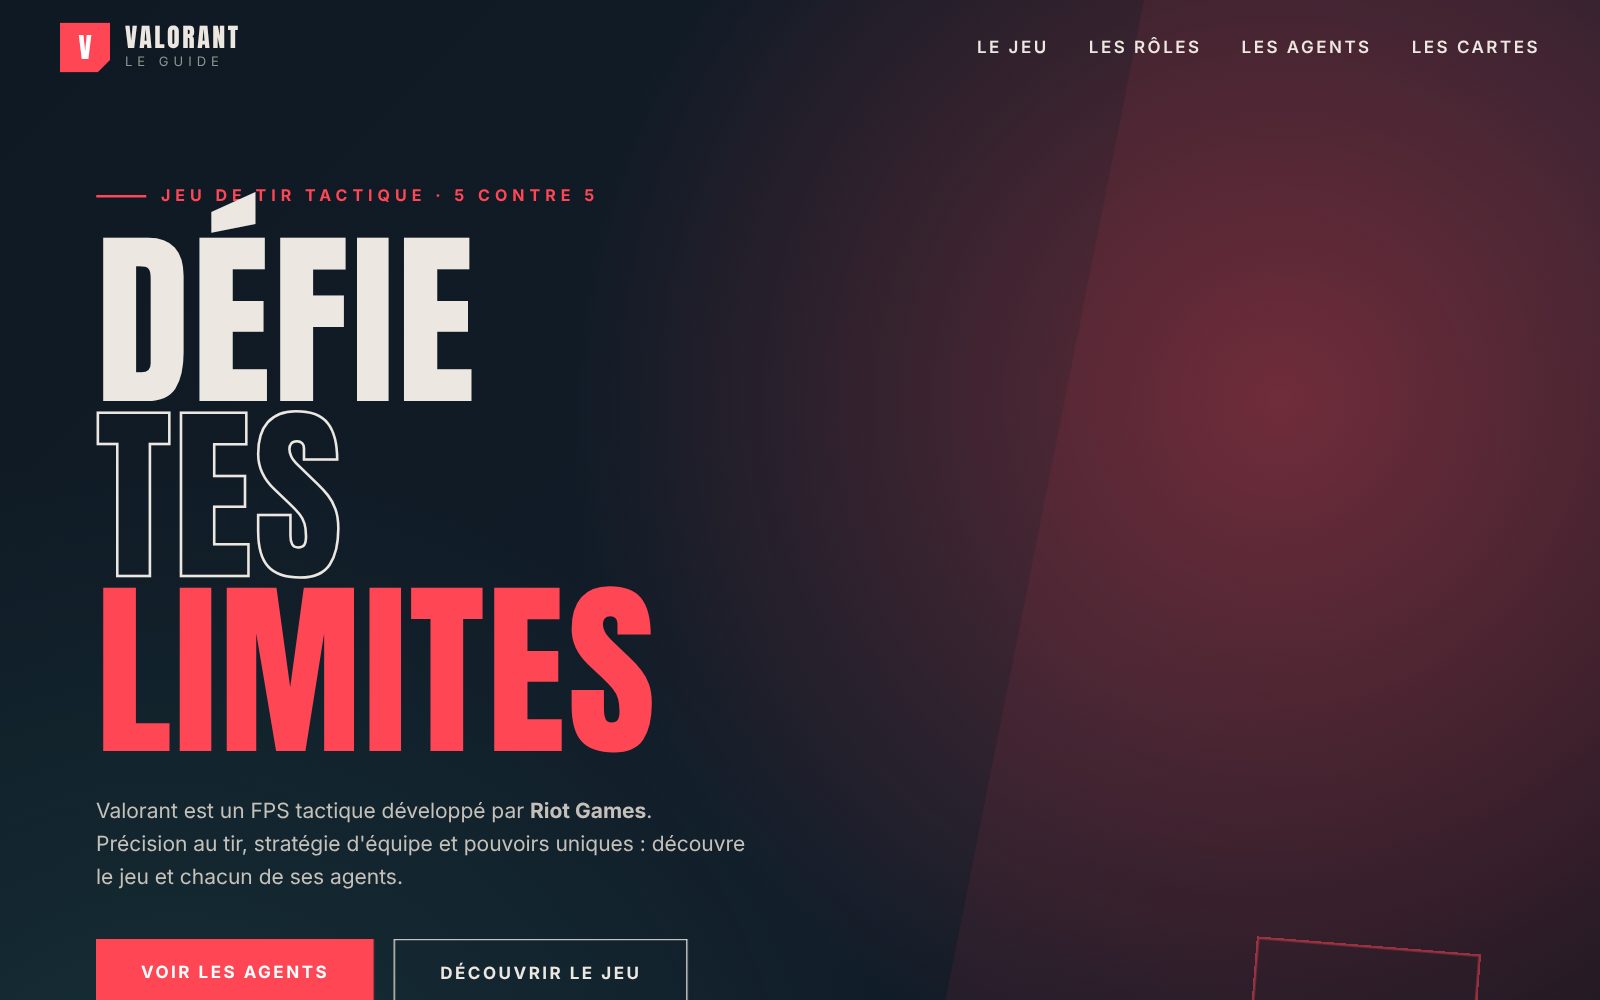 V
VALORANT
LE GUIDE
LE JEU
LES RÔLES
LES AGENTS
LES CARTES
JEU DE TIR TACTIQUE · 5 CONTRE 5
DÉFIE
TES
LIMITES
Valorant est un FPS tactique développé par Riot Games.
Précision au tir, stratégie d'équipe et pouvoirs uniques : découvre
le jeu et chacun de ses agents.
VOIR LES AGENTS
DÉCOUVRIR LE JEU